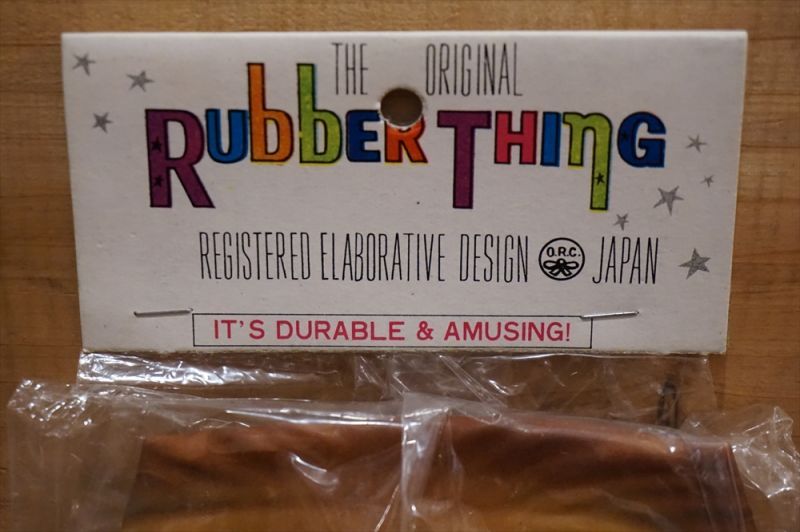 THE ORIGINAL
RUBBER THING
REGISTERED ELABORATIVE DESIGN O.R.C. JAPAN
IT'S DURABLE & AMUSING!